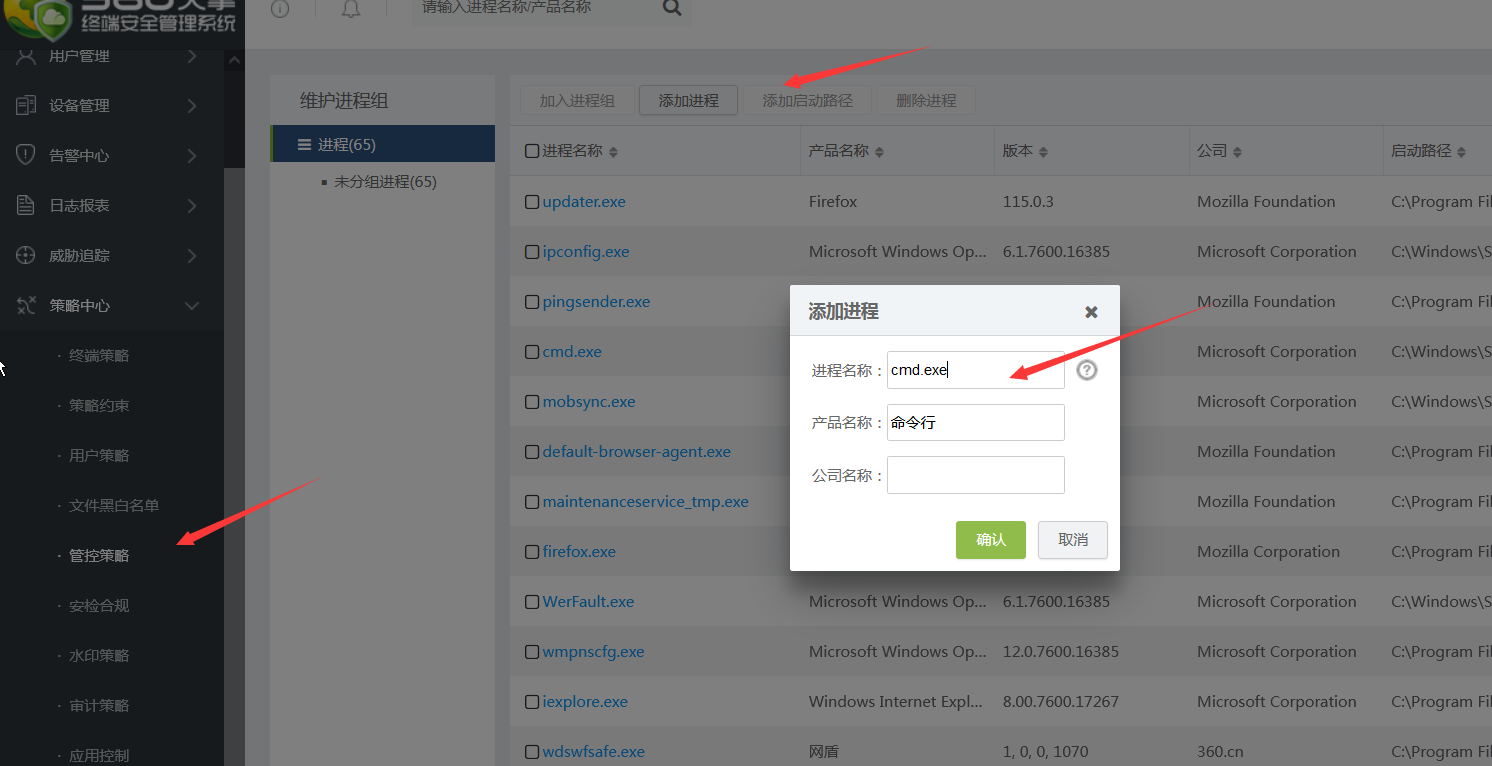 终端安全管理系统
请输入进程名称/产品名称
用户管理
设备管理
告警中心
日志报表
威胁追踪
策略中心
· 终端策略
· 策略约束
· 用户策略
· 文件黑白名单
· 管控策略
· 安检合规
· 水印策略
· 审计策略
· 应用控制
维护进程组
进程(65)
未分组进程(65)
加入进程组 添加进程 添加启动路径 删除进程
进程名称 产品名称 版本 公司 启动路径
updater.exe Firefox 115.0.3 Mozilla Foundation C:\Program Fil
ipconfig.exe Microsoft Windows Op... 6.1.7600.16385 Microsoft Corporation C:\Windows\S
pingsender.exe Mozilla Foundation C:\Program Fil
cmd.exe Microsoft Corporation C:\Windows\S
mobsync.exe Microsoft Corporation C:\Windows\S
default-browser-agent.exe Mozilla Foundation C:\Program Fil
maintenanceservice_tmp.exe Mozilla Foundation C:\Program Fil
firefox.exe Mozilla Corporation C:\Program Fil
WerFault.exe Microsoft Windows Op... 6.1.7600.16385 Microsoft Corporation C:\Windows\S
wmpnscfg.exe Microsoft Windows Op... 12.0.7600.16385 Microsoft Corporation C:\Program Fil
iexplore.exe Windows Internet Expl... 8.00.7600.17267 Microsoft Corporation C:\Program Fil
wdswfsafe.exe 网盾 1, 0, 0, 1070 360.cn C:\Program Fil
添加进程
进程名称： cmd.exe
产品名称： 命令行
公司名称：
确认 取消